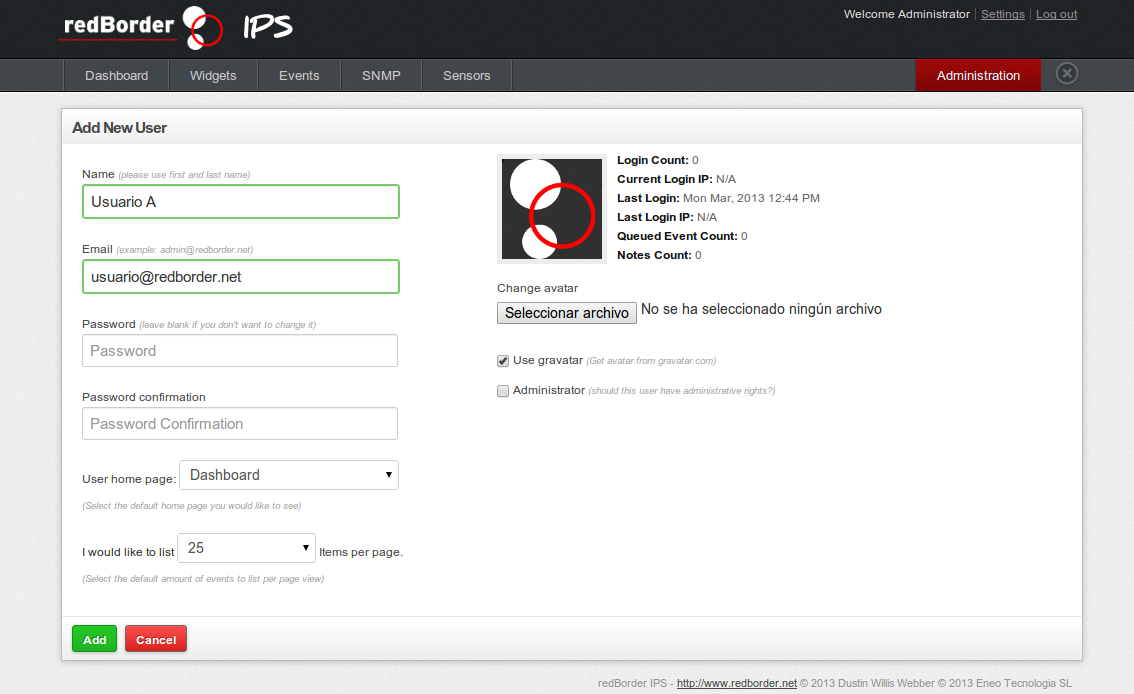 redBorder IPS
Welcome Administrator Settings Log out
Dashboard Widgets Events SNMP Sensors Administration
Add New User
Name (please use first and last name)
Usuario A
Email (example: admin@redborder.net)
usuario@redborder.net
Password (leave blank if you don't want to change it)
Password
Password confirmation
Password Confirmation
User home page: Dashboard
(Select the default home page you would like to see)
I would like to list 25 Items per page.
(Select the default amount of events to list per page view)
Login Count: 0
Current Login IP: N/A
Last Login: Mon Mar, 2013 12:44 PM
Last Login IP: N/A
Queued Event Count: 0
Notes Count: 0
Change avatar
Seleccionar archivo No se ha seleccionado ningún archivo
Use gravatar (Get avatar from gravatar.com)
Administrator (should this user have administrative rights?)
Add Cancel
redBorder IPS - http://www.redborder.net © 2013 Dustin Willis Webber © 2013 Eneo Tecnología SL